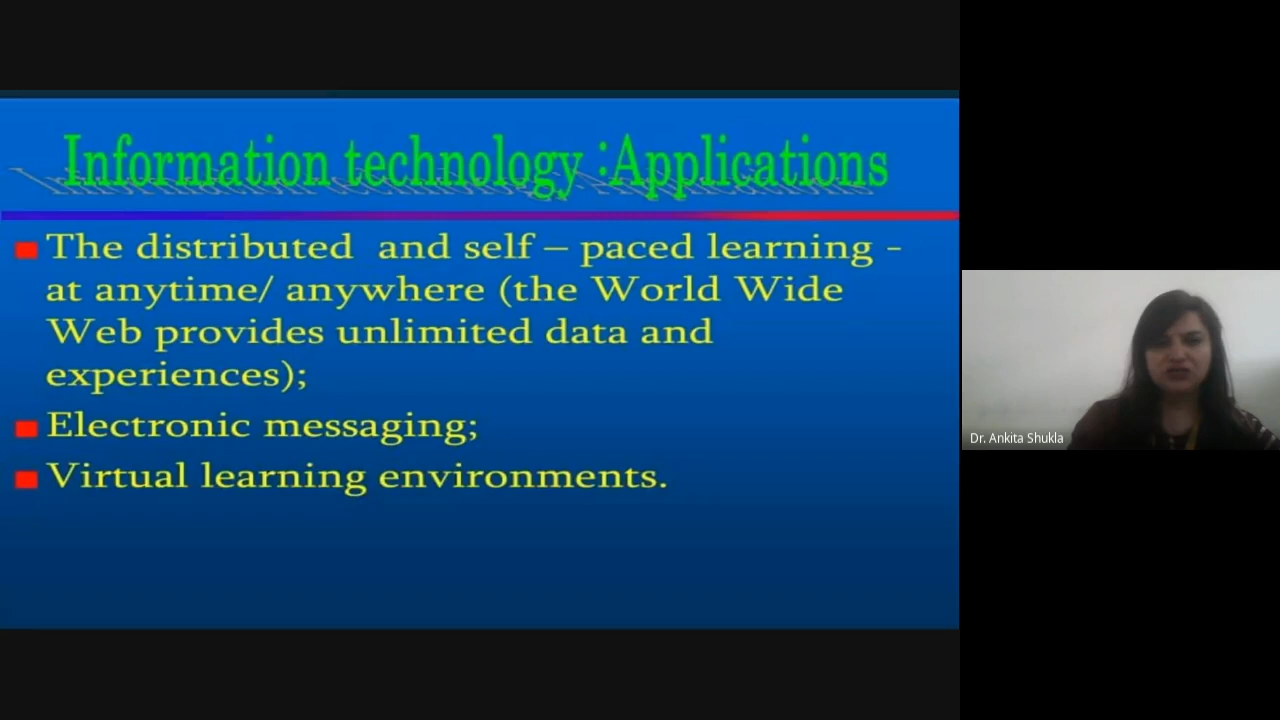 Information technology :Applications
The distributed  and self – paced learning -
at anytime/ anywhere (the World Wide
Web provides unlimited data and
experiences);
Electronic messaging;
Virtual learning environments.
Dr. Ankita Shukla